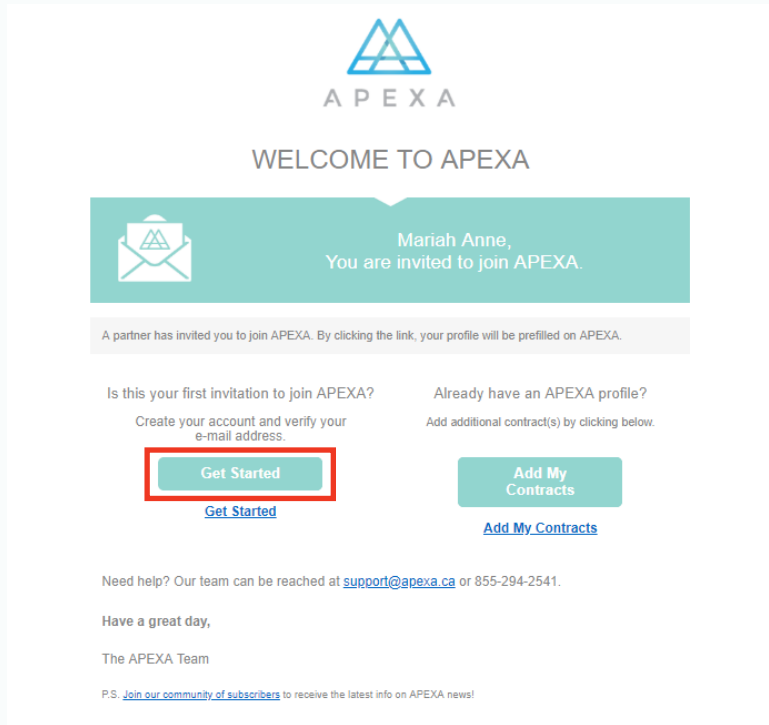 APEXA
WELCOME TO APEXA
Mariah Anne,
You are invited to join APEXA.
A partner has invited you to join APEXA. By clicking the link, your profile will be prefilled on APEXA.
Is this your first invitation to join APEXA?
Create your account and verify your
e-mail address.
Get Started
Get Started
Already have an APEXA profile?
Add additional contract(s) by clicking below.
Add My
Contracts
Add My Contracts
Need help? Our team can be reached at support@apexa.ca or 855-294-2541.
Have a great day,
The APEXA Team
P.S. Join our community of subscribers to receive the latest info on APEXA news!